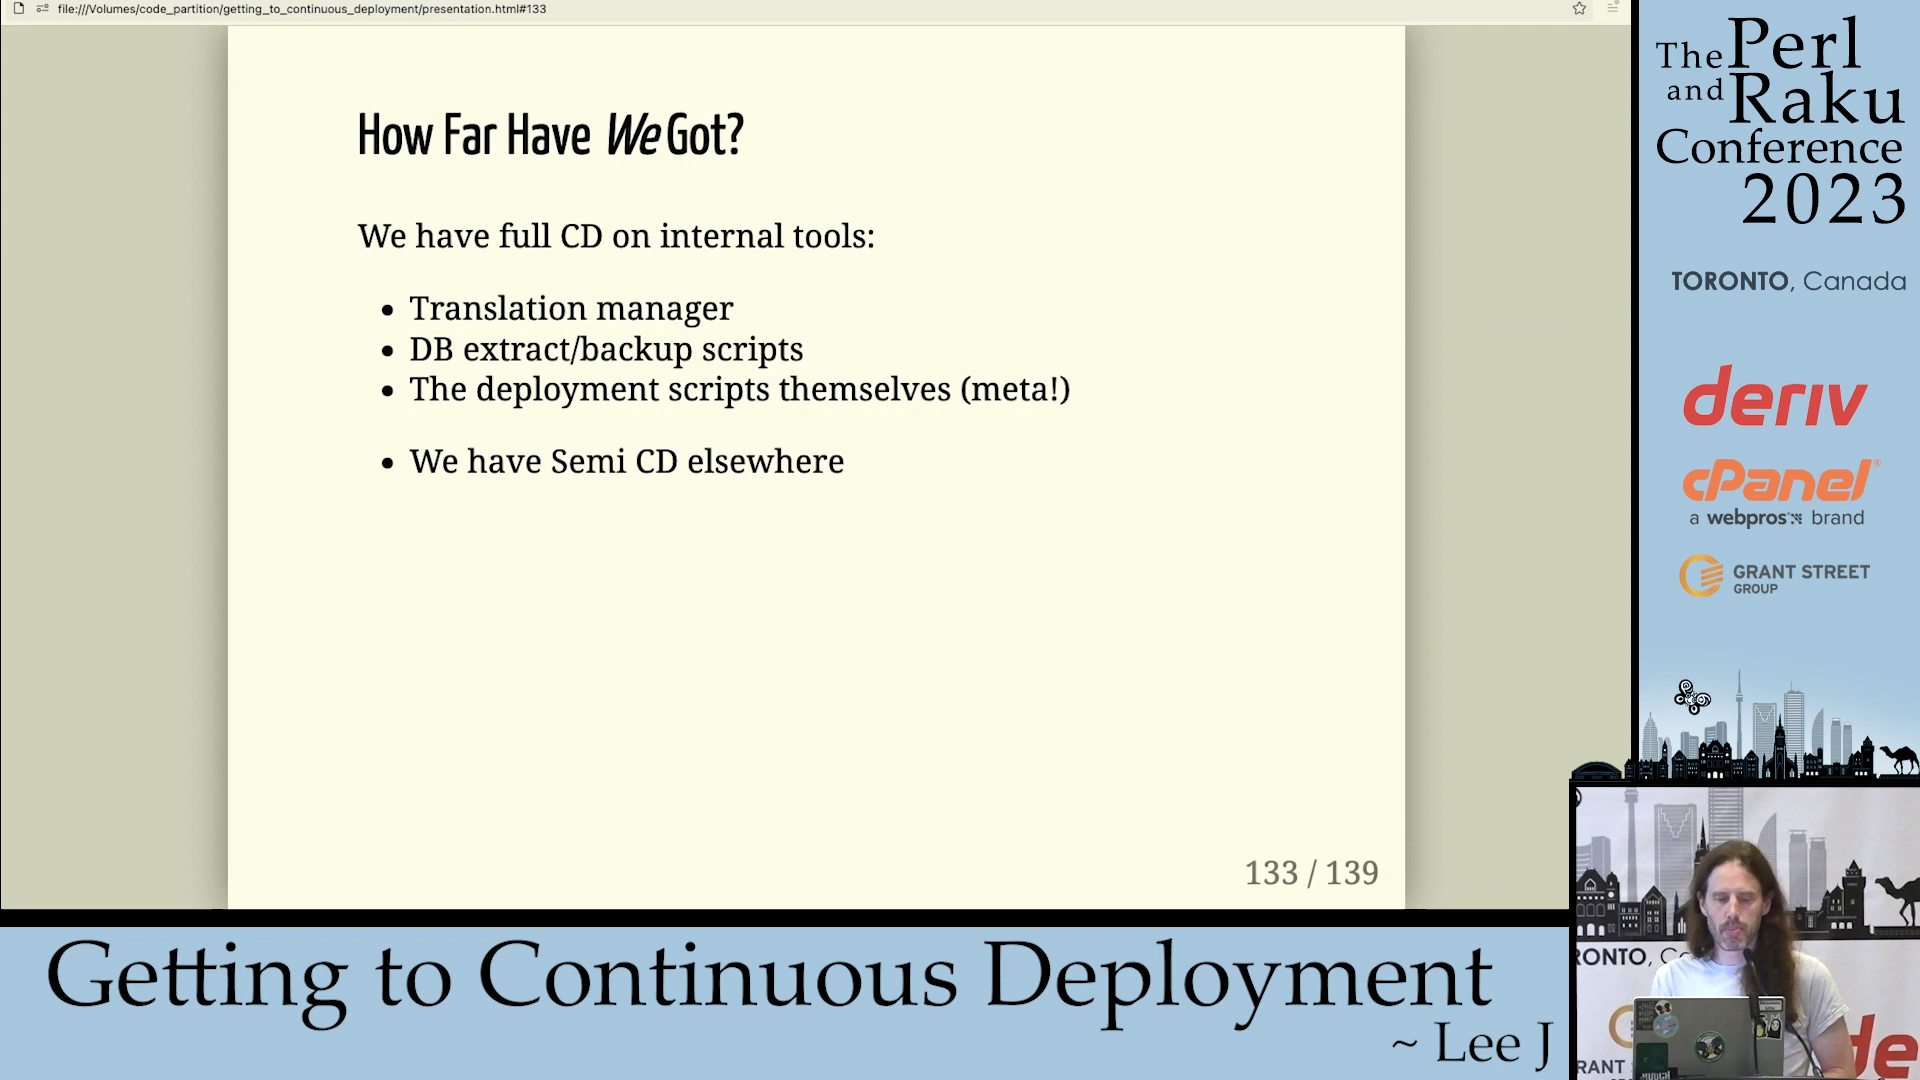 file:///Volumes/code_partition/getting_to_continuous_deployment/presentation.html#133
How Far Have We Got?
We have full CD on internal tools:
• Translation manager
• DB extract/backup scripts
• The deployment scripts themselves (meta!)
• We have Semi CD elsewhere
133 / 139
The Perl
and Raku
Conference
2023
TORONTO, Canada
deriv
cPanel®
a webpros brand
GRANT STREET
GROUP
RONTO, C
RANT S
de
Getting to Continuous Deployment
~ Lee J